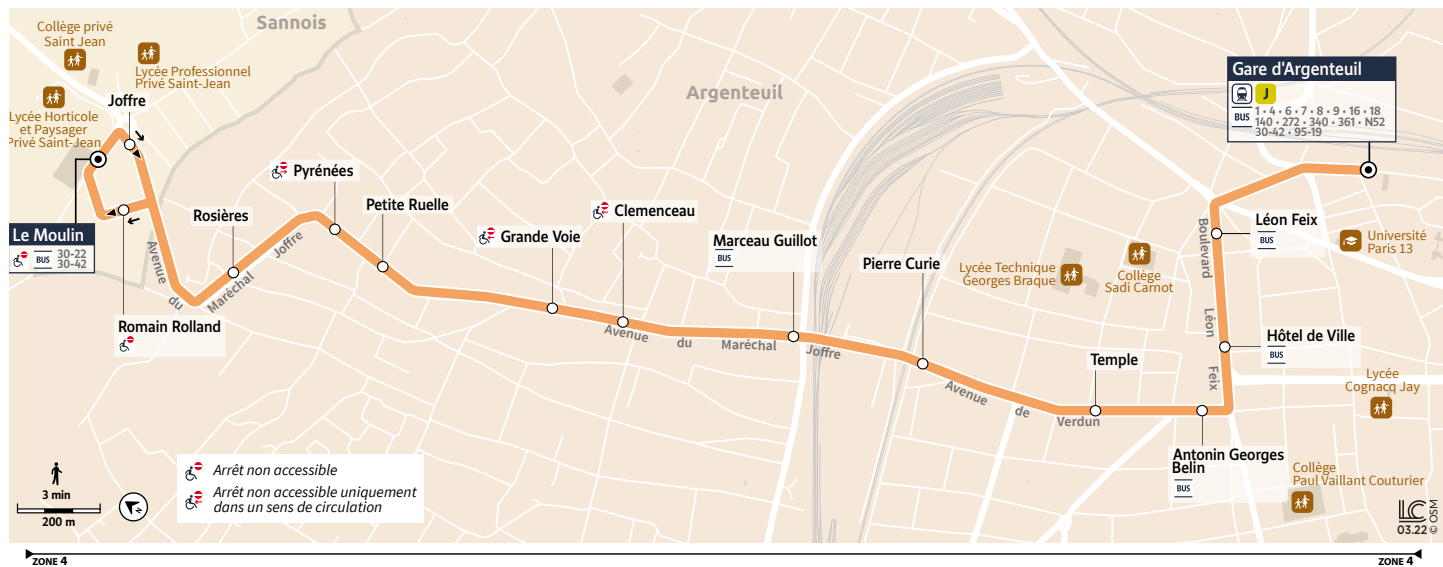 Sannois
Collège privé
Saint Jean
Lycée Professionnel
Privé Saint-Jean
Joffre
Lycée Horticole
et Paysager
Privé Saint-Jean
Le Moulin
BUS
30-22
30-42
Romain Rolland
Rosières
Pyrénées
Petite Ruelle
Grande Voie
Clemenceau
Argenteuil
Marceau Guillot
BUS
Pierre Curie
Lycée Technique
Georges Braque
Collège
Sadi Carnot
Gare d'Argenteuil
J
BUS
1 • 4 • 6 • 7 • 8 • 9 • 16 • 18
140 • 272 • 340 • 361 • N52
30-42 • 95-19
Léon Feix
BUS
Université
Paris 13
Hôtel de Ville
BUS
Temple
Lycée
Cognacq Jay
Antonin Georges
Belin
BUS
Collège
Paul Vaillant Couturier
Avenue du Maréchal Joffre
Avenue du Maréchal Joffre
Avenue de Verdun
Boulevard Léon Feix
3 min
200 m
N
Arrêt non accessible
Arrêt non accessible uniquement
dans un sens de circulation
LC
03.22 © OSM
ZONE 4
ZONE 4